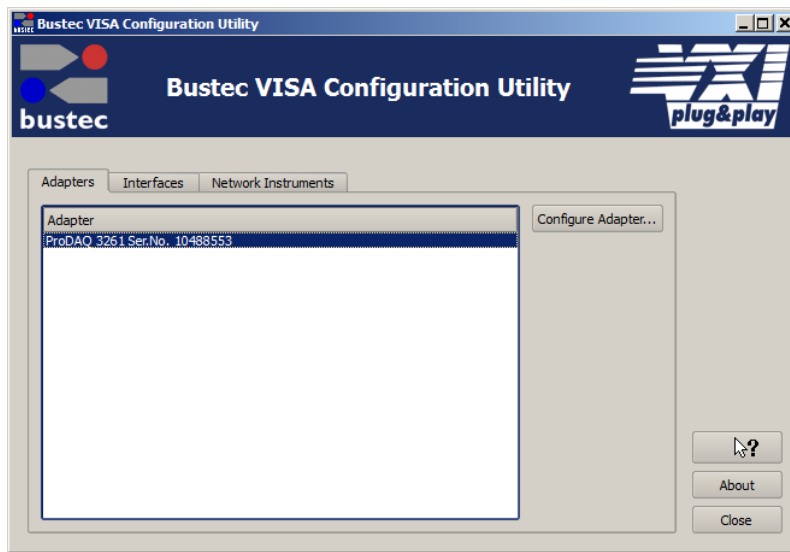 Bustec VISA Configuration Utility
Bustec VISA Configuration Utility
bustec
VXI
plug&play
Adapters Interfaces Network Instruments
Adapter
Configure Adapter...
ProDAQ 3261 Ser.No. 10488553
?
About
Close